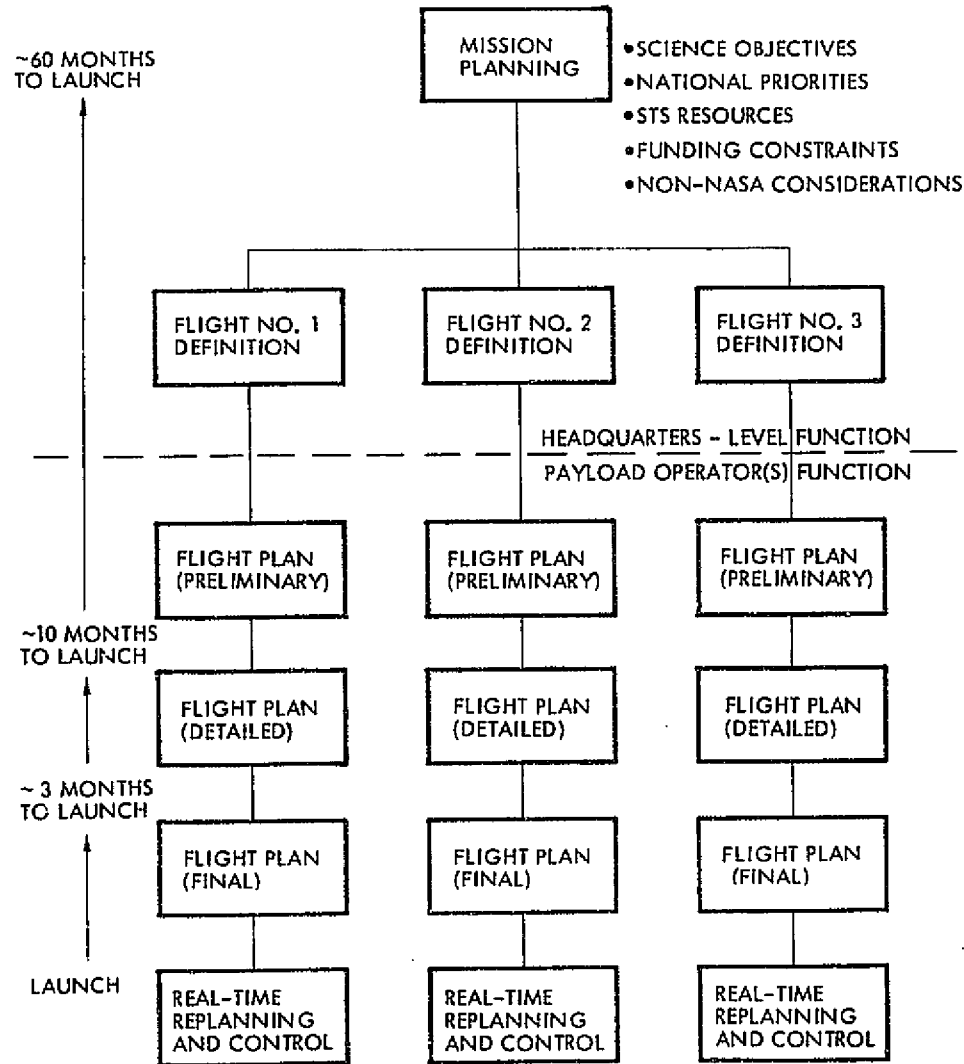 ~60 MONTHS
TO LAUNCH
MISSION
PLANNING
•SCIENCE OBJECTIVES
•NATIONAL PRIORITIES
•STS RESOURCES
•FUNDING CONSTRAINTS
•NON-NASA CONSIDERATIONS
FLIGHT NO. 1
DEFINITION
FLIGHT NO. 2
DEFINITION
FLIGHT NO. 3
DEFINITION
HEADQUARTERS - LEVEL FUNCTION
PAYLOAD OPERATOR(S) FUNCTION
FLIGHT PLAN
(PRELIMINARY)
FLIGHT PLAN
(PRELIMINARY)
FLIGHT PLAN
(PRELIMINARY)
~10 MONTHS
TO LAUNCH
FLIGHT PLAN
(DETAILED)
FLIGHT PLAN
(DETAILED)
FLIGHT PLAN
(DETAILED)
~ 3 MONTHS
TO LAUNCH
FLIGHT PLAN
(FINAL)
FLIGHT PLAN
(FINAL)
FLIGHT PLAN
(FINAL)
LAUNCH
REAL-TIME
REPLANNING
AND CONTROL
REAL-TIME
REPLANNING
AND CONTROL
REAL-TIME
REPLANNING
AND CONTROL